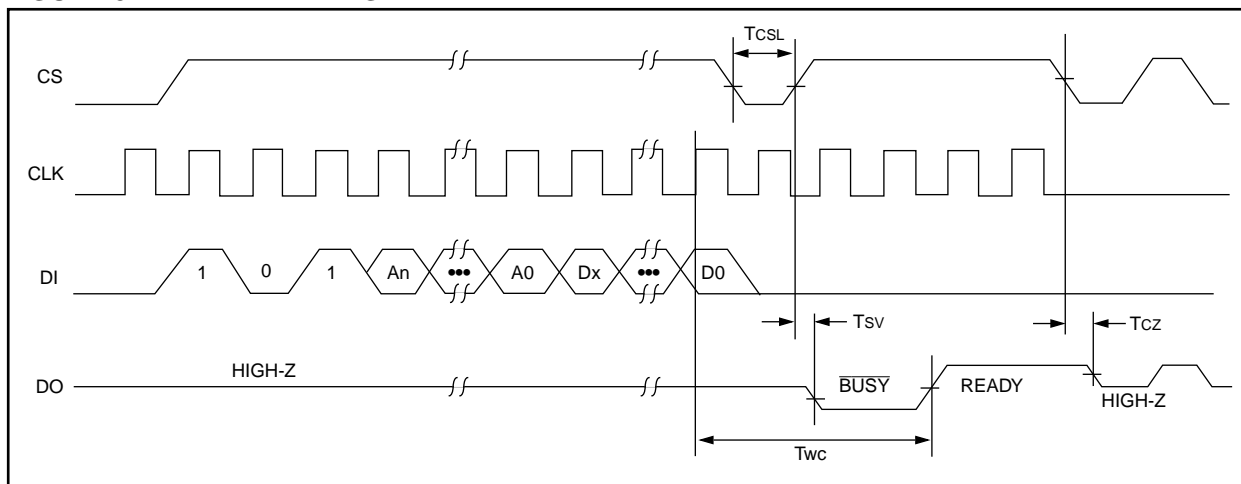 TCSL
CS
CLK
DI
1 0 1 An ••• A0 Dx ••• D0
TSV
TCZ
DO
HIGH-Z
BUSY
READY
HIGH-Z
TWC